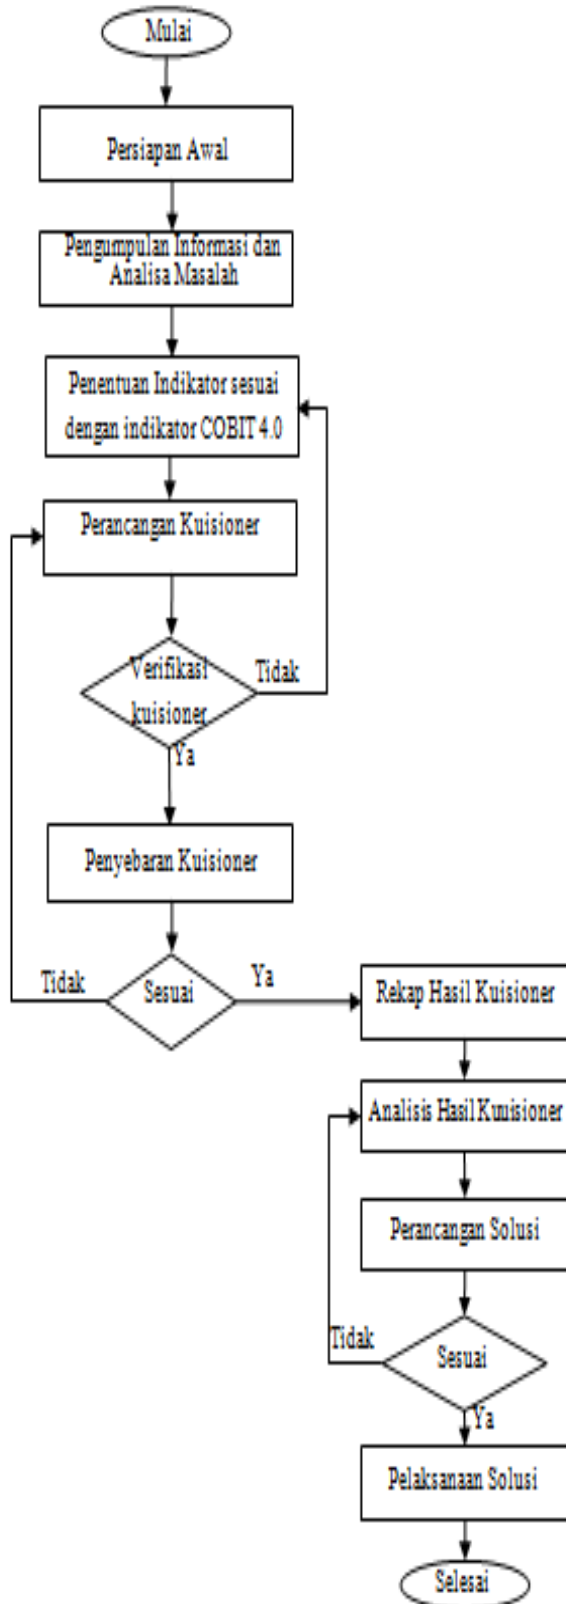 Mulai
Persiapan Awal
Pengumpulan Informasi dan
Analisa Masalah
Penentuan Indikator sesuai
dengan indikator COBIT 4.0
Perancangan Kuisioner
Verifikasi
kuisioner
Tidak
Ya
Penyebaran Kuisioner
Tidak
Sesuai
Ya
Rekap Hasil Kuisioner
Analisis Hasil Kuuisioner
Perancangan Solusi
Tidak
Sesuai
Ya
Pelaksanaan Solusi
Selesai